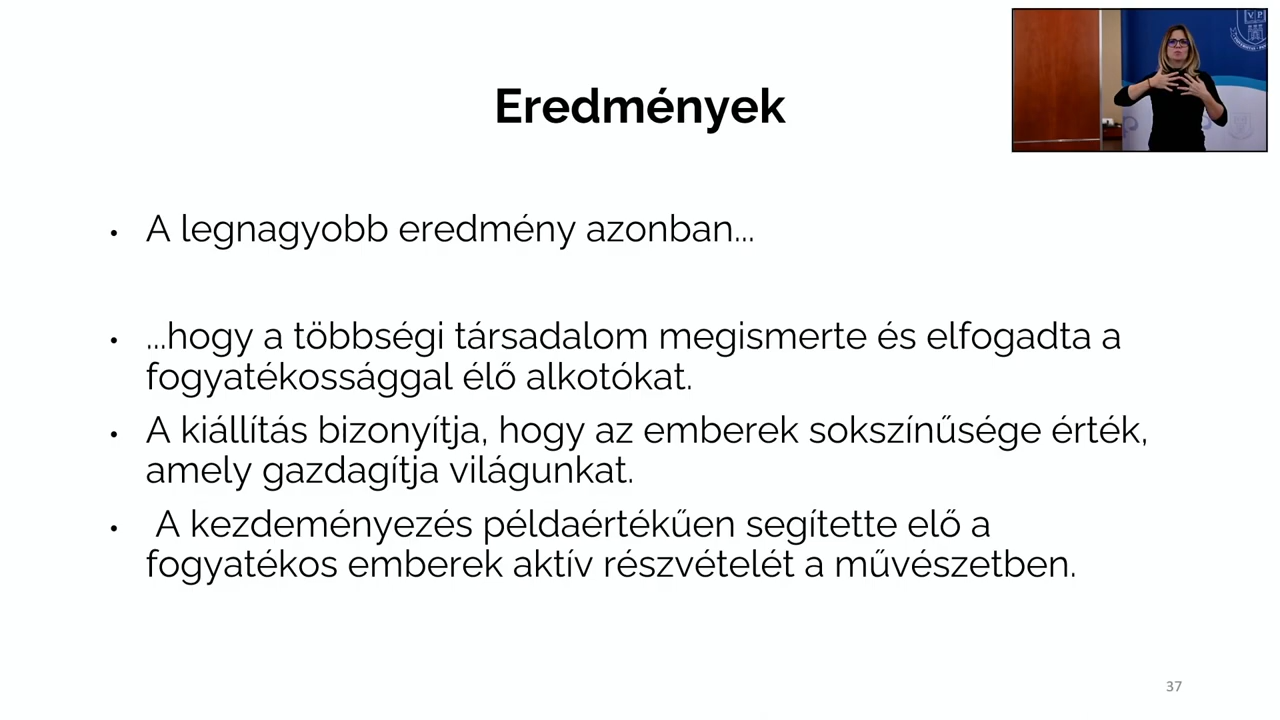 Eredmények
• A legnagyobb eredmény azonban...
• ...hogy a többségi társadalom megismerte és elfogadta a
fogyatékossággal élő alkotókat.
• A kiállítás bizonyítja, hogy az emberek sokszínűsége érték,
amely gazdagítja világunkat.
• A kezdeményezés példaértékűen segítette elő a
fogyatékos emberek aktív részvételét a művészetben.
37